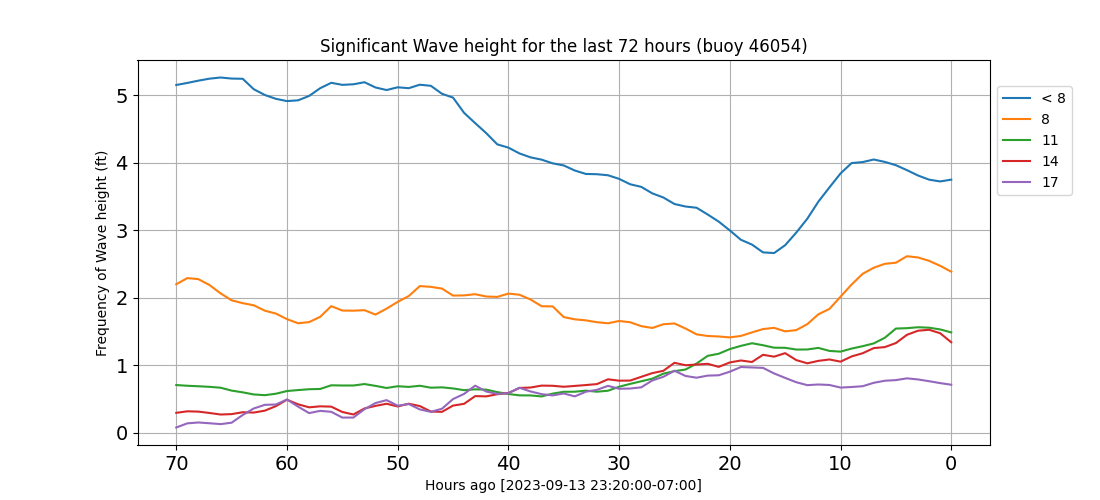 Significant Wave height for the last 72 hours (buoy 46054)
Frequency of Wave height (ft)
5
4
3
2
1
0
70 60 50 40 30 20 10 0
Hours ago [2023-09-13 23:20:00-07:00]
< 8
8
11
14
17